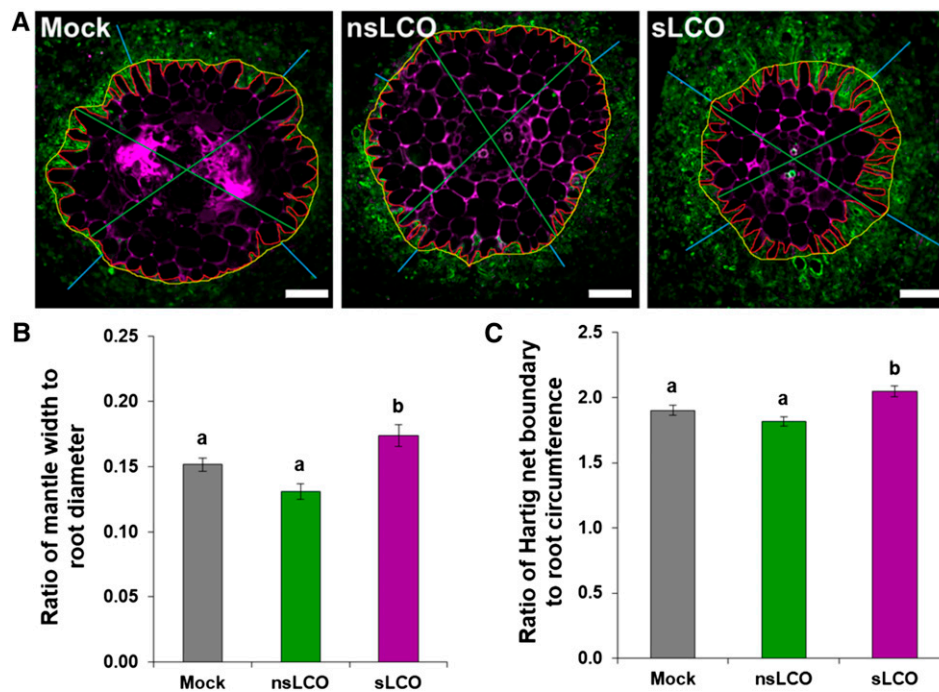 A
Mock
nsLCO
sLCO
B
Ratio of mantle width to
root diameter
0.25
0.20
0.15
0.10
0.05
0.00
a
a
b
Mock
nsLCO
sLCO
C
Ratio of Hartig net boundary
to root circumference
2.5
2.0
1.5
1.0
0.5
0.0
a
a
b
Mock
nsLCO
sLCO